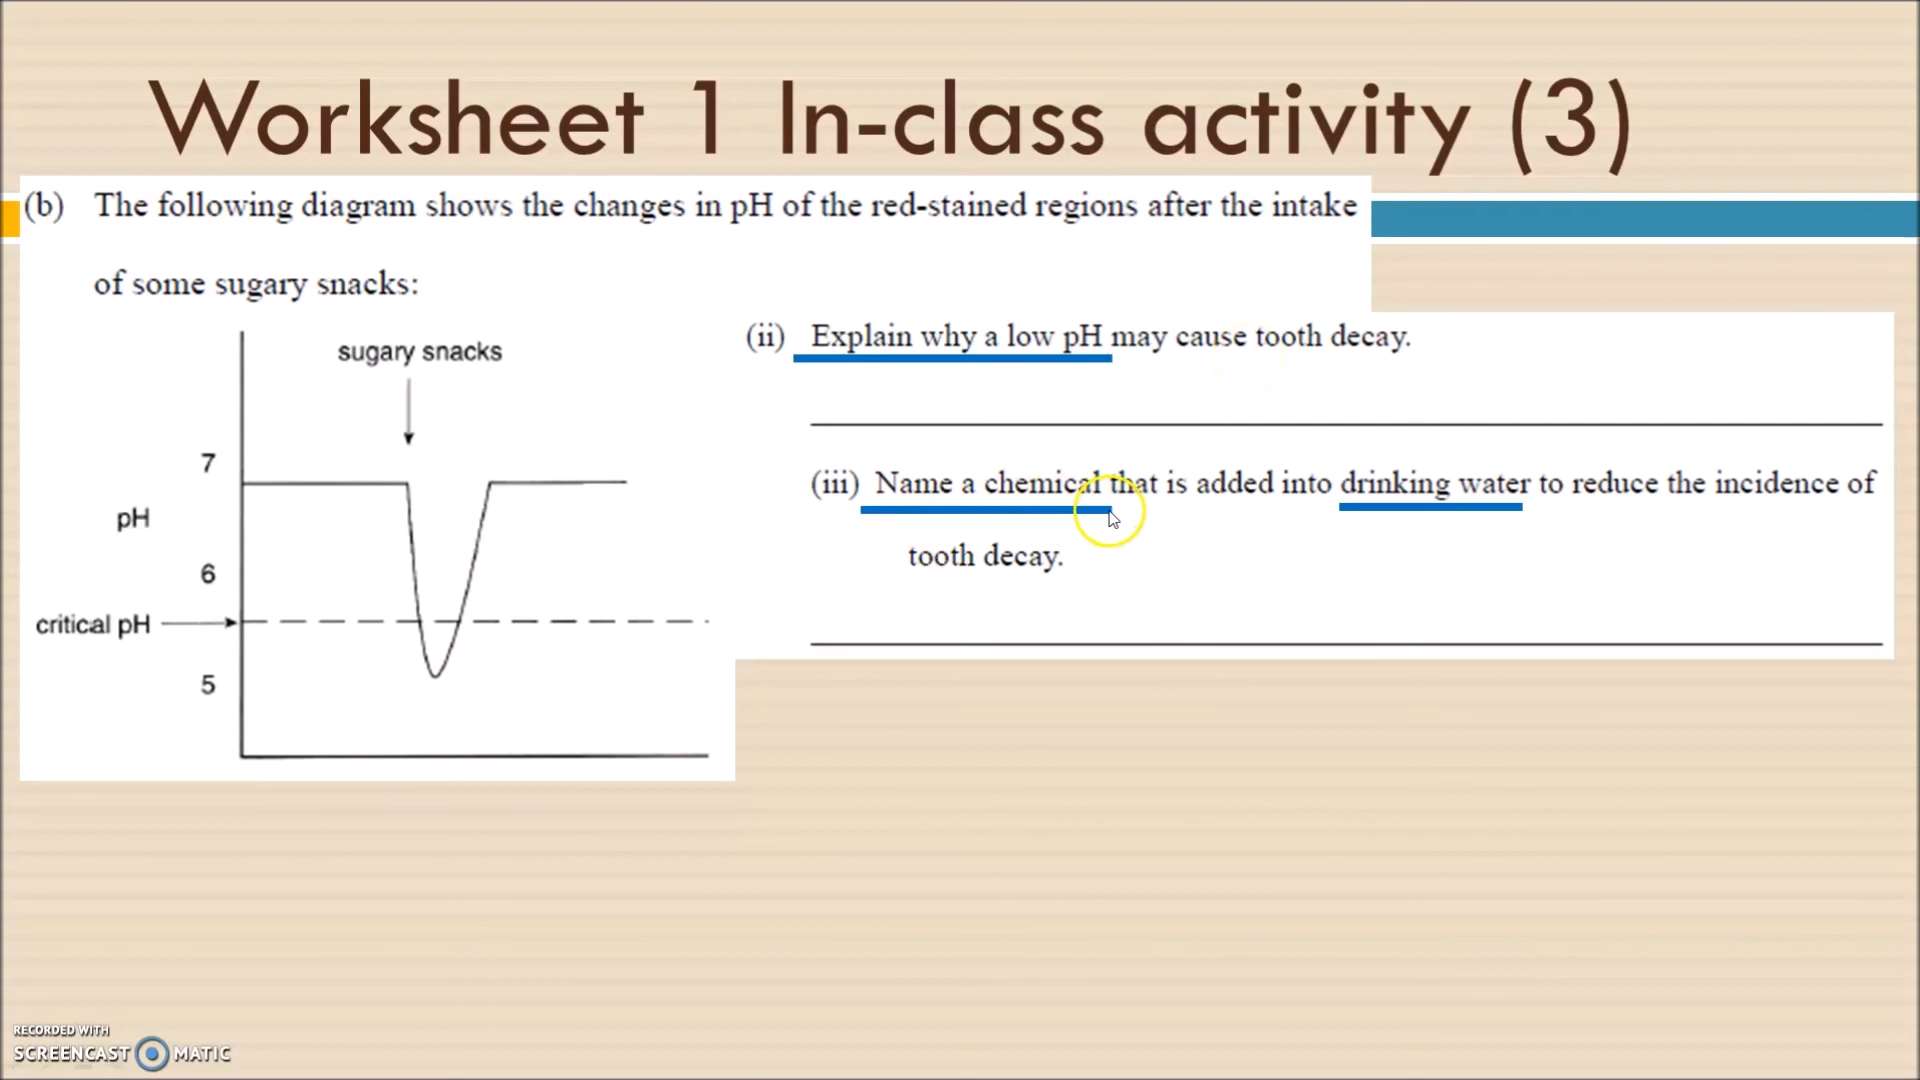 Worksheet 1 In-class activity (3)
(b) The following diagram shows the changes in pH of the red-stained regions after the intake
of some sugary snacks:
sugary snacks
7
pH
6
critical pH
5
(ii) Explain why a low pH may cause tooth decay.
(iii) Name a chemical that is added into drinking water to reduce the incidence of
tooth decay.
RECORDED WITH
SCREENCAST MATIC